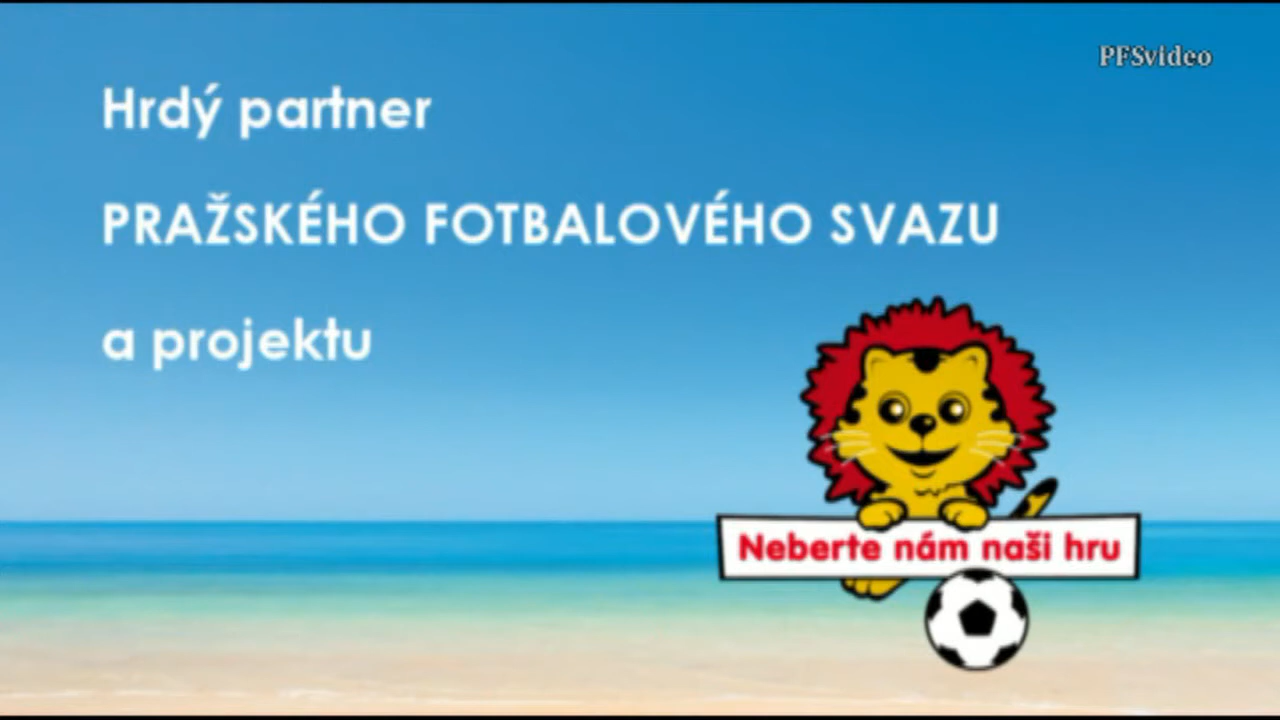 PFSvideo
Hrdý partner
PRAŽSKÉHO FOTBALOVÉHO SVAZU
a projektu
Neberte nám naši hru